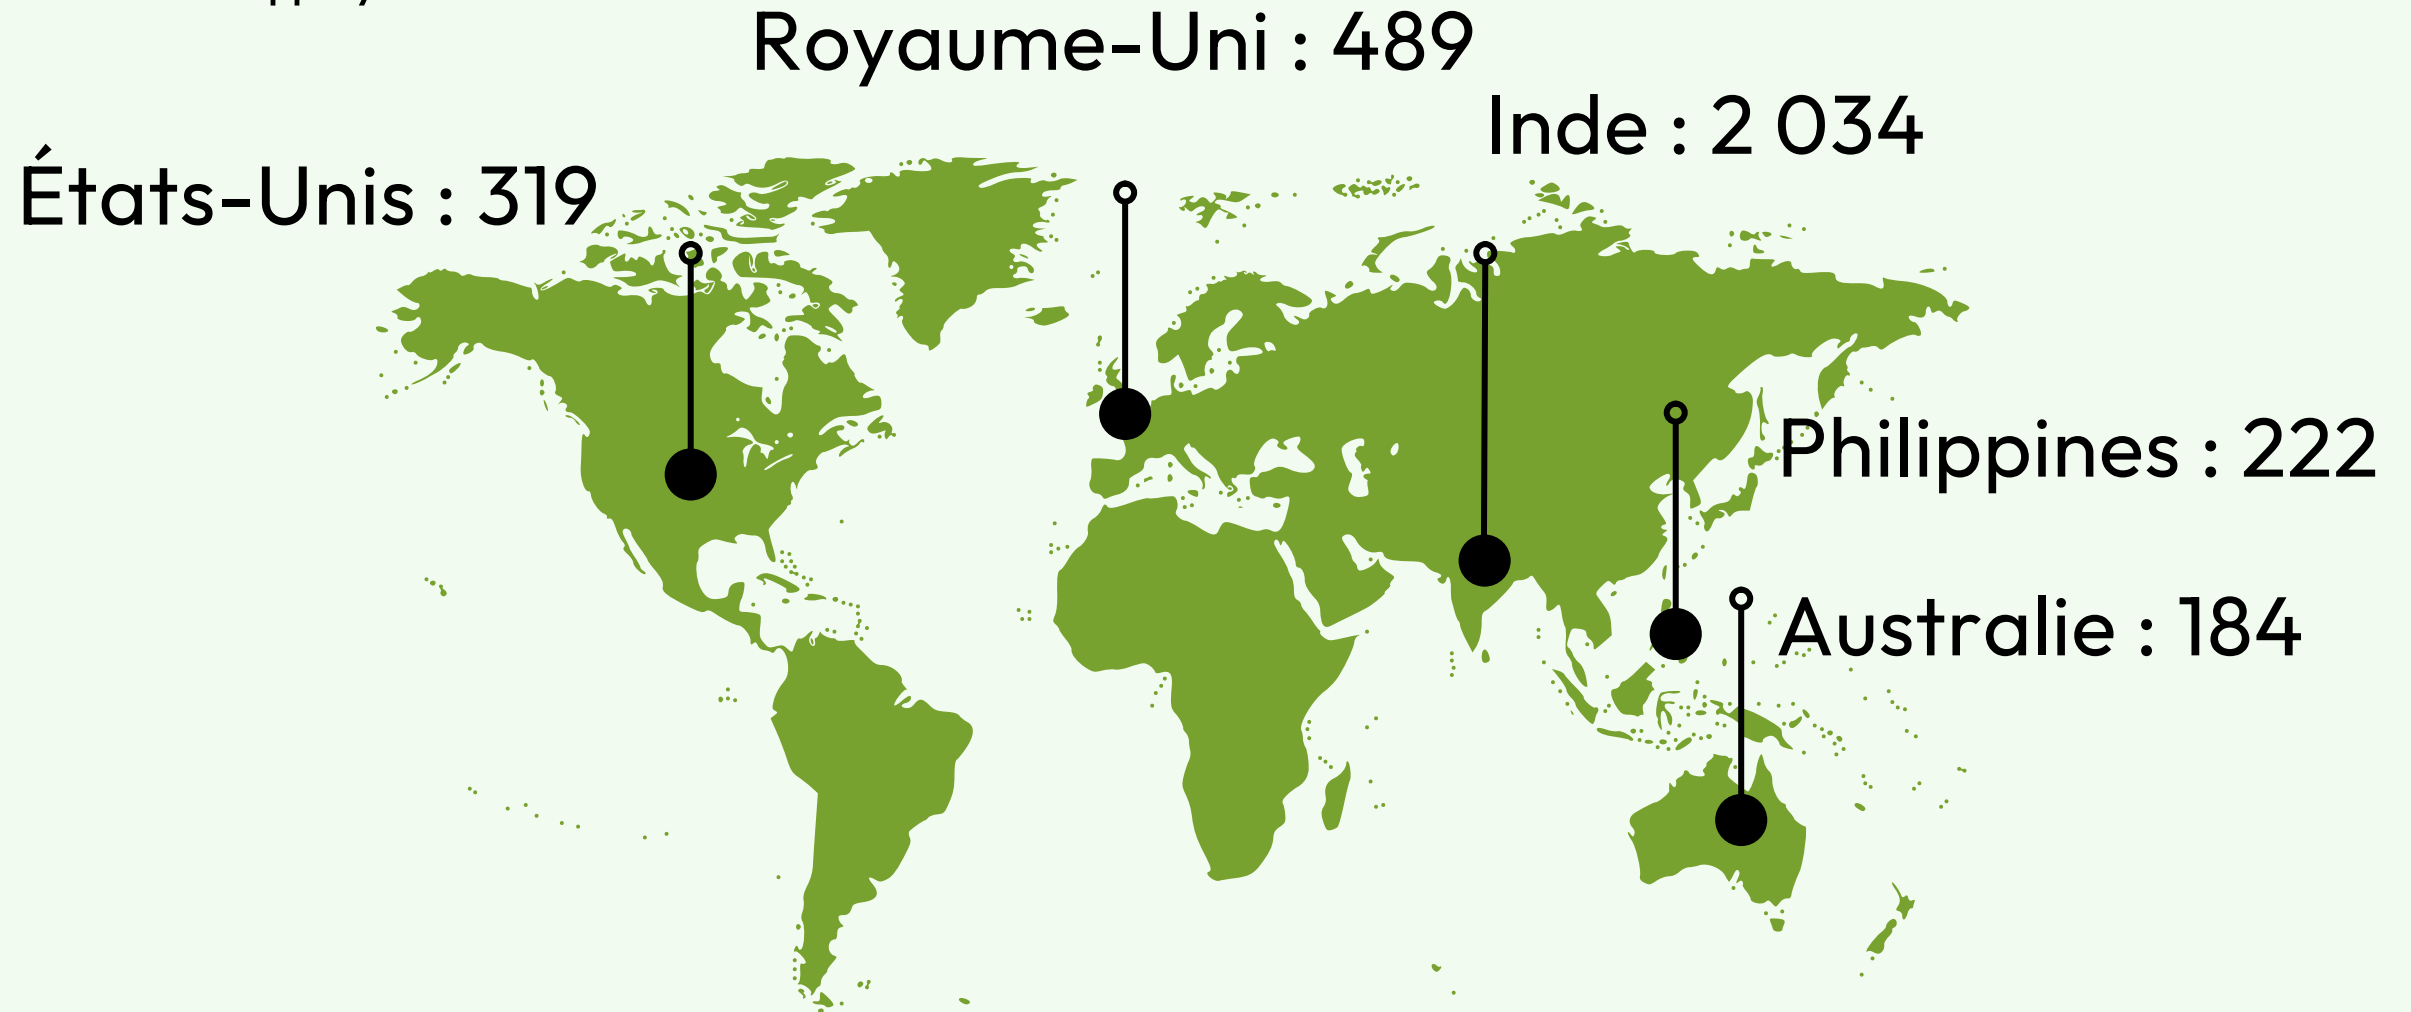 Royaume-Uni : 489
Inde : 2 034
États-Unis : 319
Philippines : 222
Australie : 184